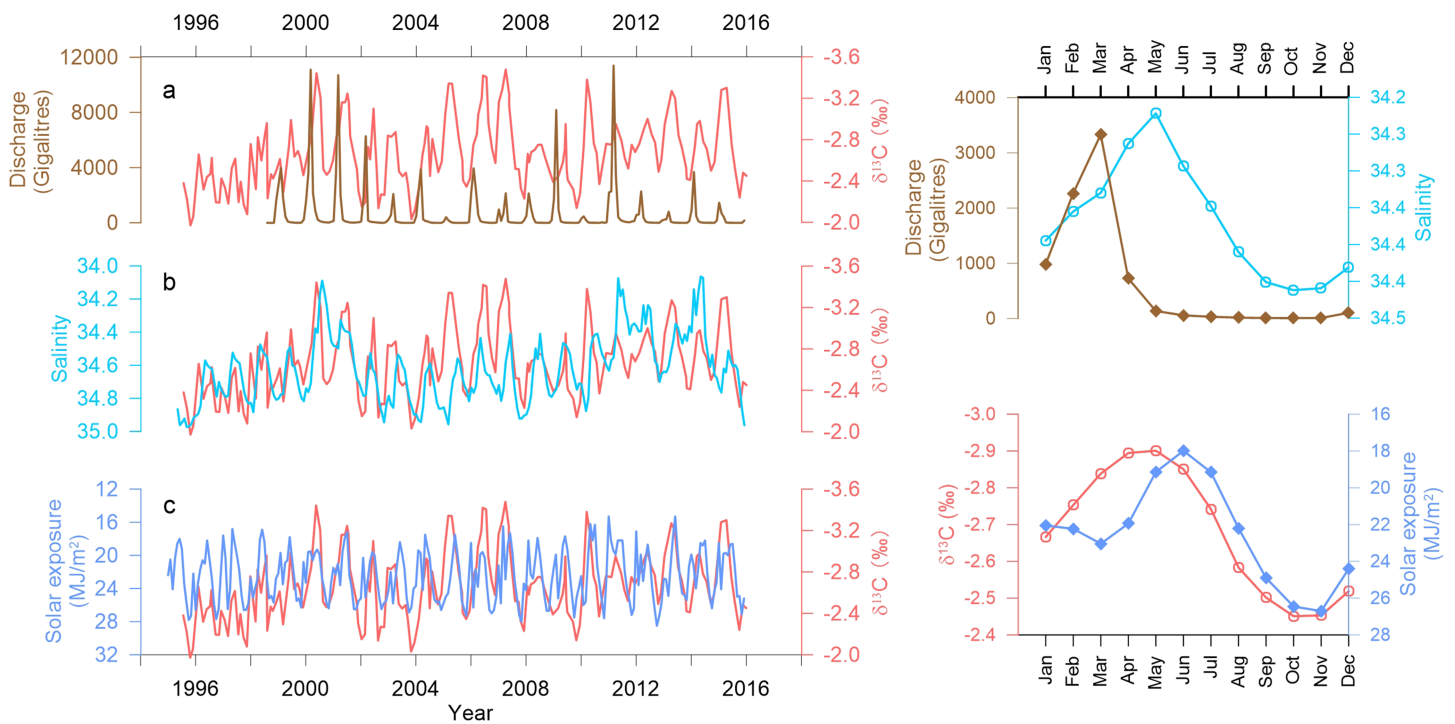 1996 2000 2004 2008 2012 2016
12000
8000
4000
0
Discharge
(Gigalitres)
a
-3.6
-3.2
-2.8
-2.4
-2.0
δ13C (‰)
34.0
34.2
34.4
34.6
34.8
35.0
Salinity
b
-3.6
-3.2
-2.8
-2.4
-2.0
δ13C (‰)
12
16
20
24
28
32
Solar exposure
(MJ/m²)
c
-3.6
-3.2
-2.8
-2.4
-2.0
δ13C (‰)
1996 2000 2004 2008 2012 2016
Year
Jan Feb Mar Apr May Jun Jul Aug Sep Oct Nov Dec
4000
3000
2000
1000
0
Discharge
(Gigalitres)
34.2
34.3
34.3
34.4
34.4
34.4
34.5
Salinity
-3.0
-2.9
-2.8
-2.7
-2.6
-2.5
-2.4
δ13C (‰)
16
18
20
22
24
26
28
Solar exposure
(MJ/m²)
Jan Feb Mar Apr May Jun Jul Aug Sep Oct Nov Dec